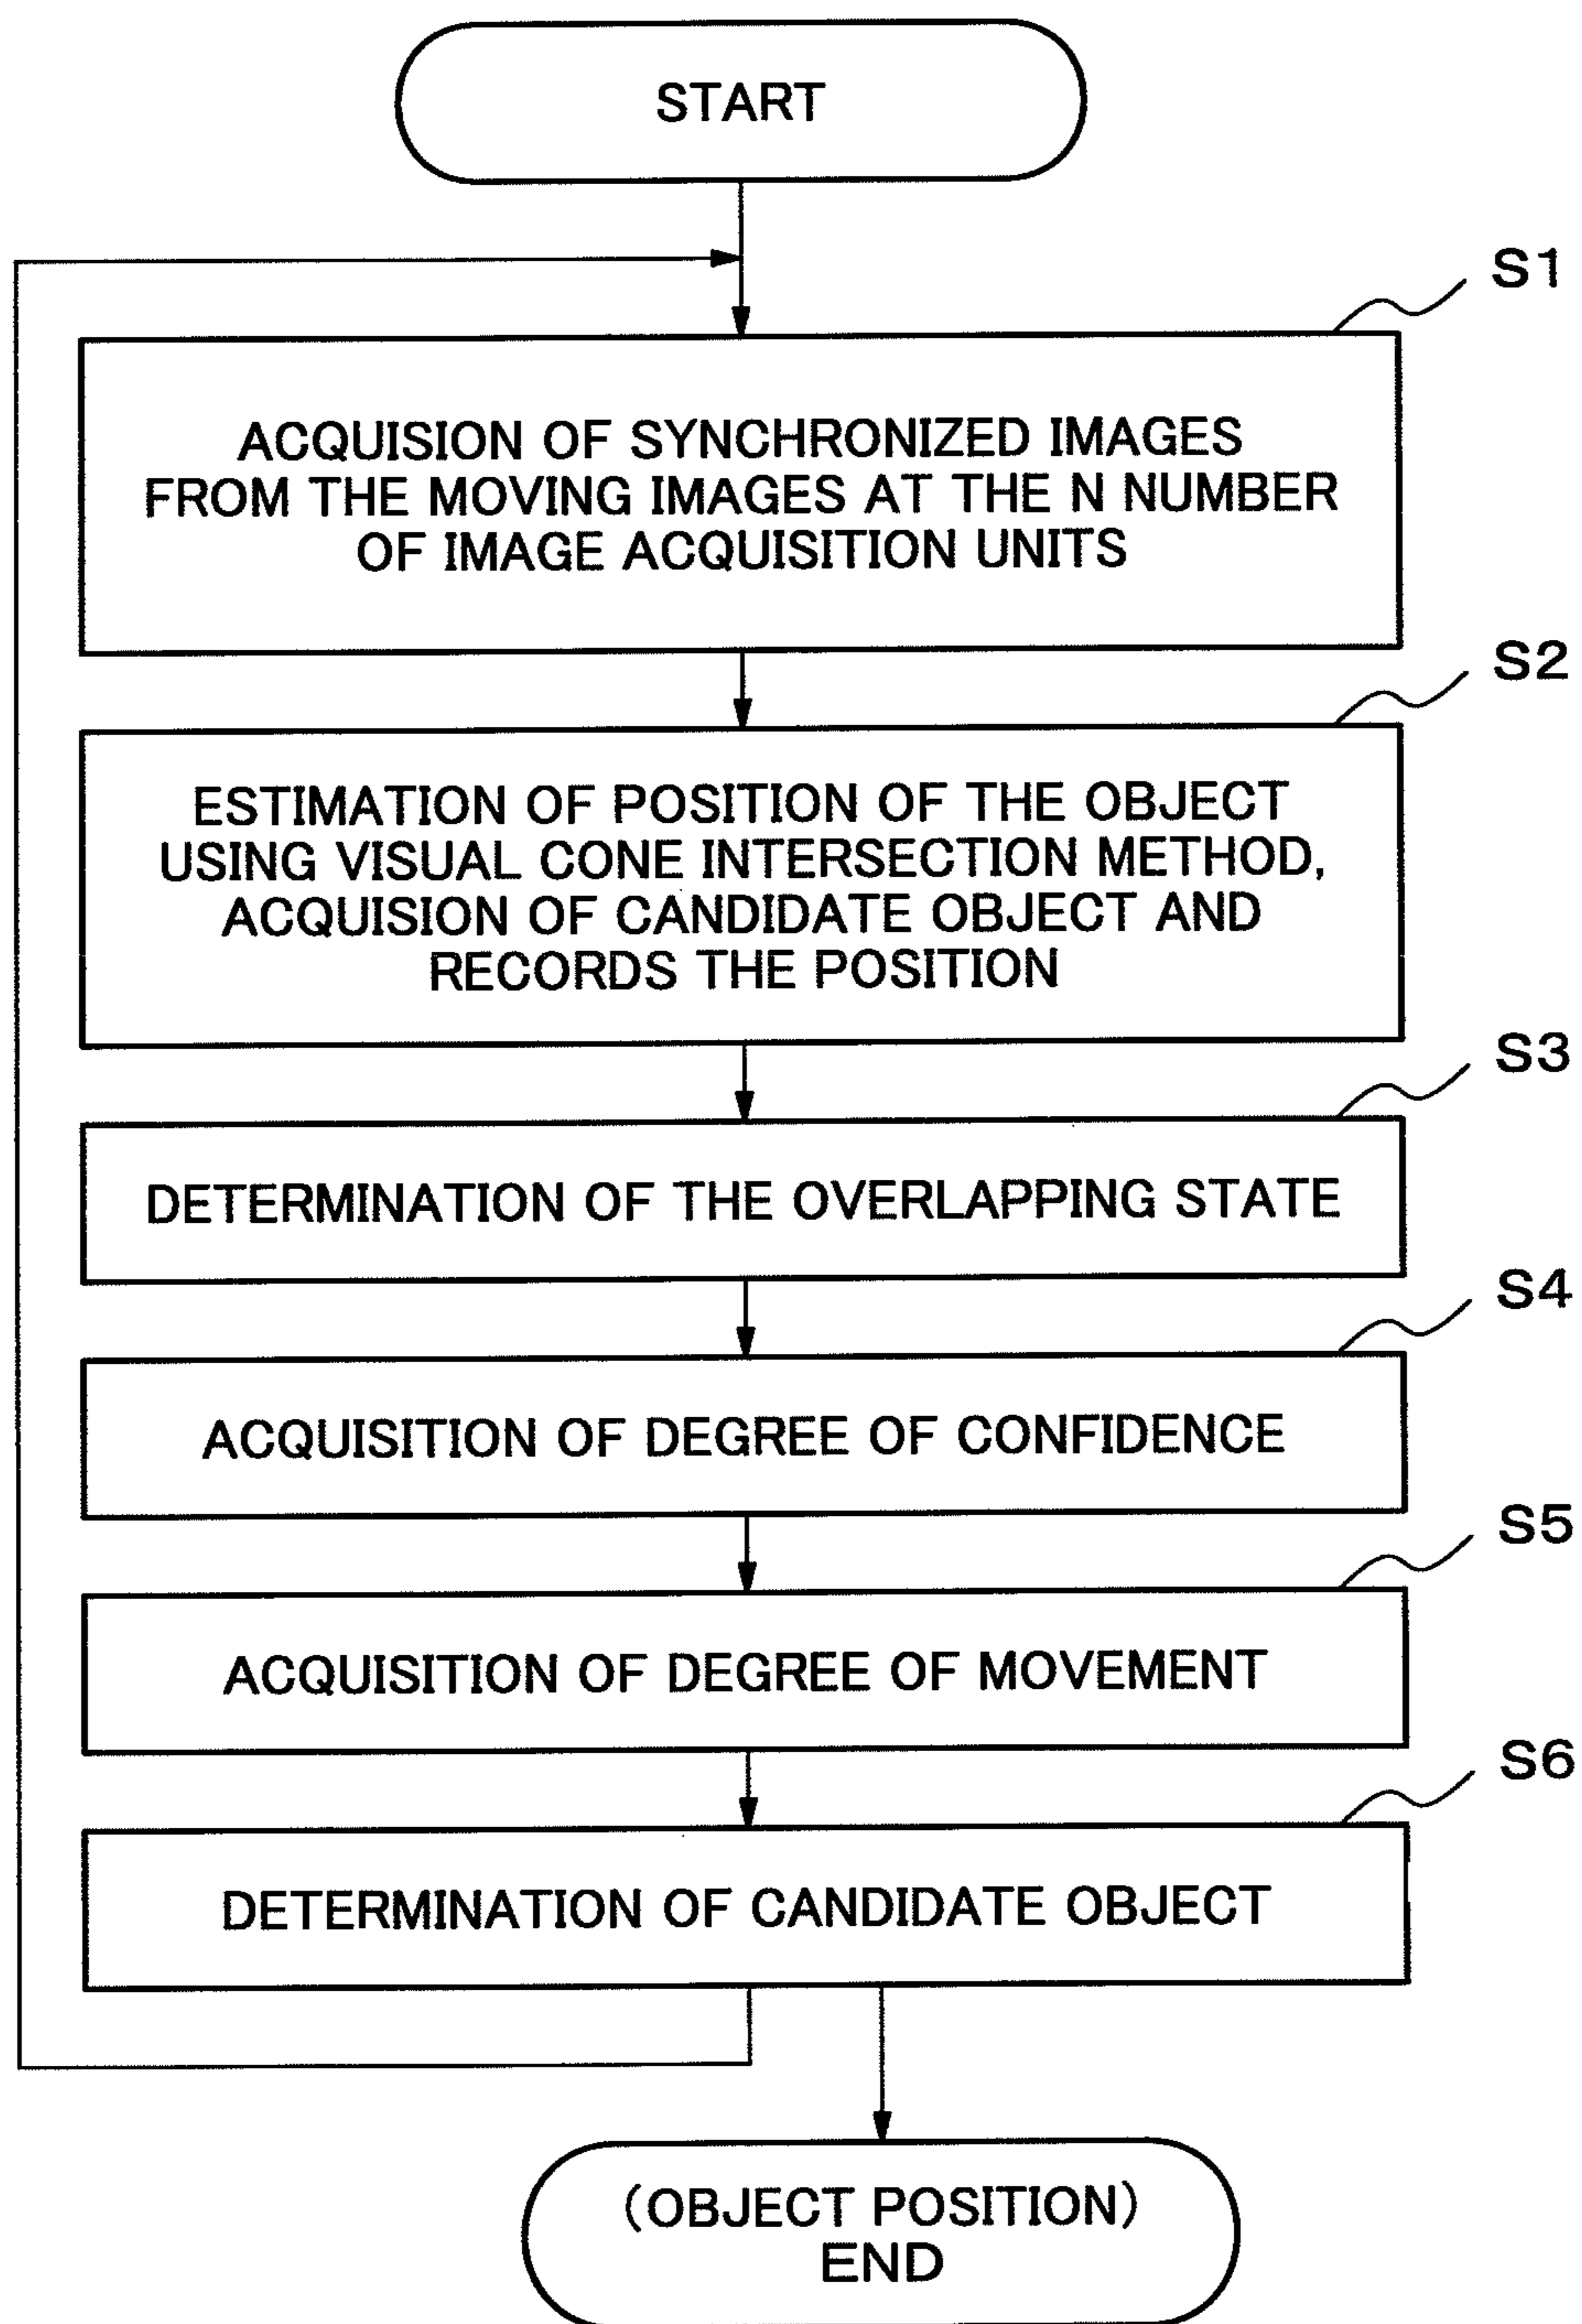 START
S1
ACQUISION OF SYNCHRONIZED IMAGES
FROM THE MOVING IMAGES AT THE N NUMBER
OF IMAGE ACQUISITION UNITS
S2
ESTIMATION OF POSITION OF THE OBJECT
USING VISUAL CONE INTERSECTION METHOD,
ACQUISION OF CANDIDATE OBJECT AND
RECORDS THE POSITION
S3
DETERMINATION OF THE OVERLAPPING STATE
S4
ACQUISITION OF DEGREE OF CONFIDENCE
S5
ACQUISITION OF DEGREE OF MOVEMENT
S6
DETERMINATION OF CANDIDATE OBJECT
(OBJECT POSITION)
END